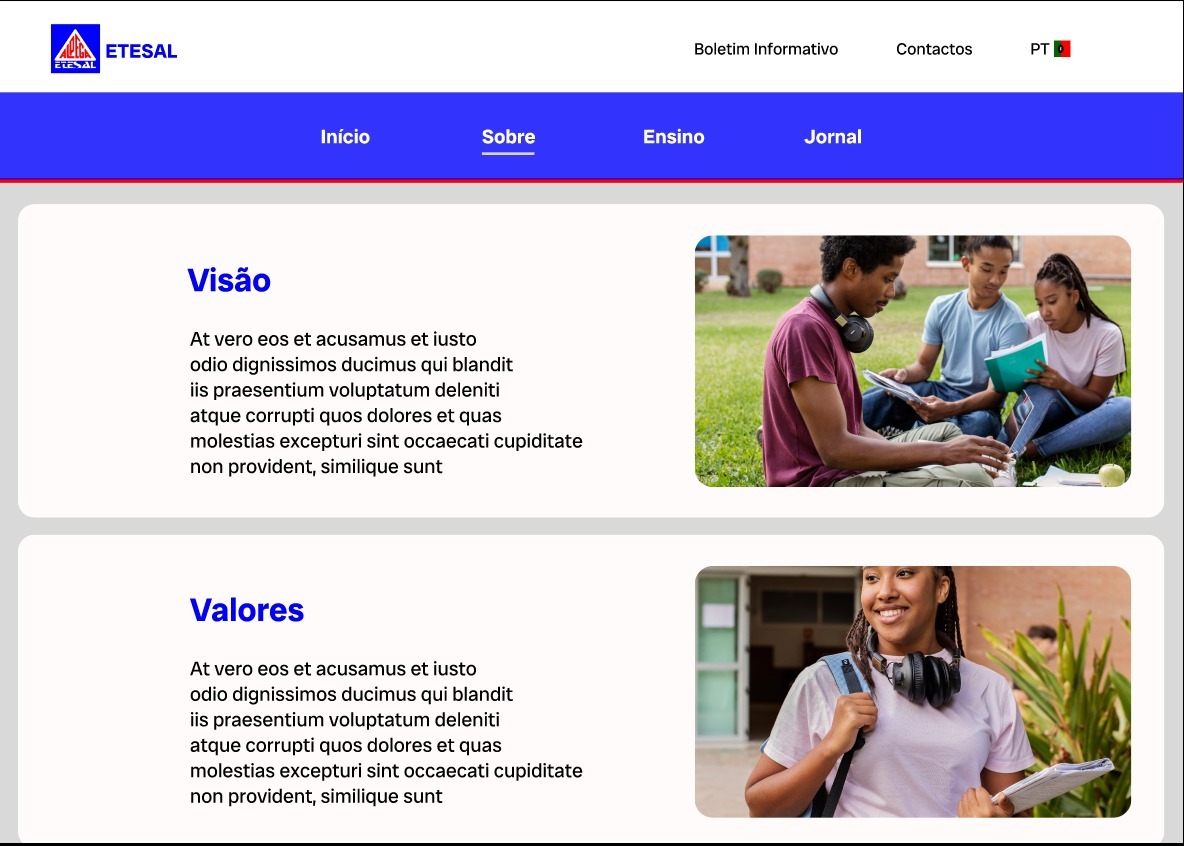 ALPEGA
ETESAL
ETESAL
Boletim Informativo
Contactos
PT
Início
Sobre
Ensino
Jornal
Visão
At vero eos et acusamus et iusto
odio dignissimos ducimus qui blandit
iis praesentium voluptatum deleniti
atque corrupti quos dolores et quas
molestias excepturi sint occaecati cupiditate
non provident, similique sunt
Valores
At vero eos et acusamus et iusto
odio dignissimos ducimus qui blandit
iis praesentium voluptatum deleniti
atque corrupti quos dolores et quas
molestias excepturi sint occaecati cupiditate
non provident, similique sunt